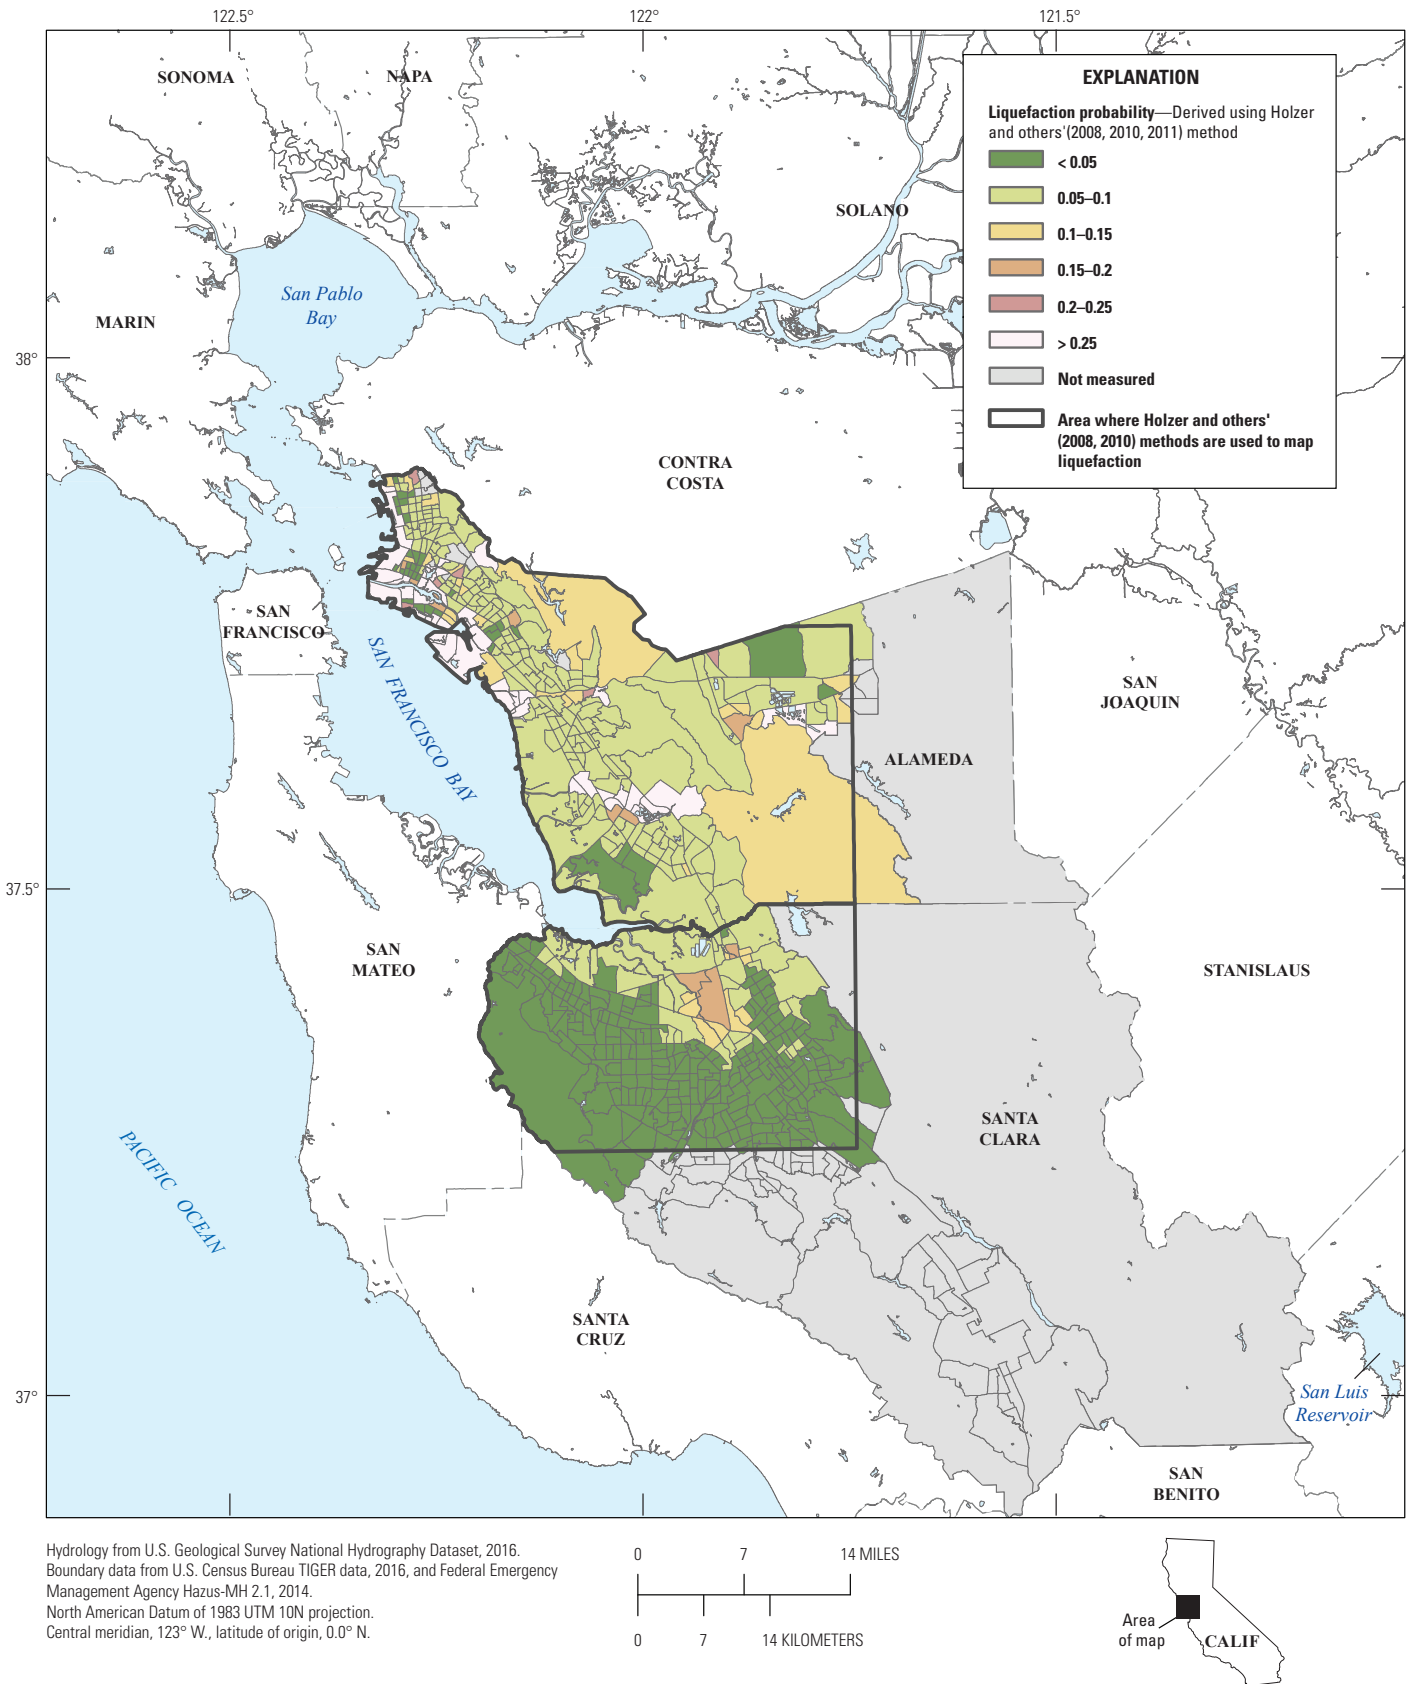 122.5°
122°
121.5°
SONOMA
NAPA
EXPLANATION
Liquefaction probability—Derived using Holzer
and others'(2008, 2010, 2011) method
< 0.05
0.05–0.1
0.1–0.15
0.15–0.2
0.2–0.25
> 0.25
Not measured
Area where Holzer and others'
(2008, 2010) methods are used to map
liquefaction
SOLANO
San Pablo
Bay
MARIN
38°
CONTRA
COSTA
SAN
FRANCISCO
SAN FRANCISCO BAY
SAN
JOAQUIN
ALAMEDA
37.5°
SAN
MATEO
STANISLAUS
SANTA
CLARA
PACIFIC OCEAN
SANTA
CRUZ
37°
San Luis
Reservoir
SAN
BENITO
Hydrology from U.S. Geological Survey National Hydrography Dataset, 2016.
Boundary data from U.S. Census Bureau TIGER data, 2016, and Federal Emergency
Management Agency Hazus-MH 2.1, 2014.
North American Datum of 1983 UTM 10N projection.
Central meridian, 123° W., latitude of origin, 0.0° N.
0 7 14 MILES
0 7 14 KILOMETERS
Area
of map
CALIF